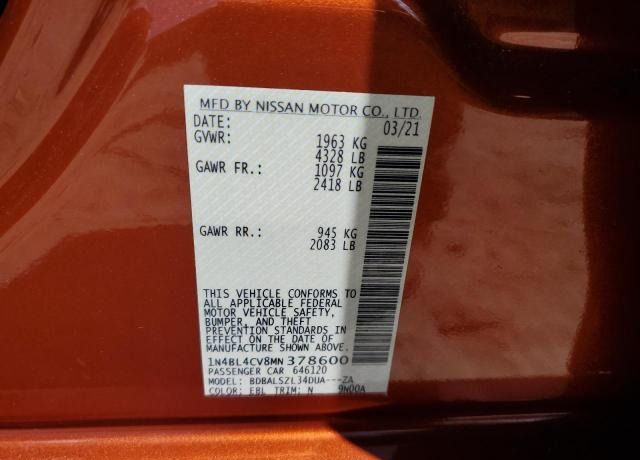 MFD BY NISSAN MOTOR CO., LTD.
DATE: 03/21
GVWR: 1963 KG
4328 LB
GAWR FR.: 1097 KG
2418 LB
GAWR RR.: 945 KG
2083 LB
THIS VEHICLE CONFORMS TO
ALL APPLICABLE FEDERAL
MOTOR VEHICLE SAFETY,
BUMPER, AND THEFT
PREVENTION STANDARDS IN
EFFECT ON THE DATE OF
MANUFACTURE SHOWN ABOVE.
1N4BL4CV8MN378600
PASSENGER CAR 646120
MODEL: BDBALSZL34DUA---ZA
COLOR: EBL TRIM: N 9N00A